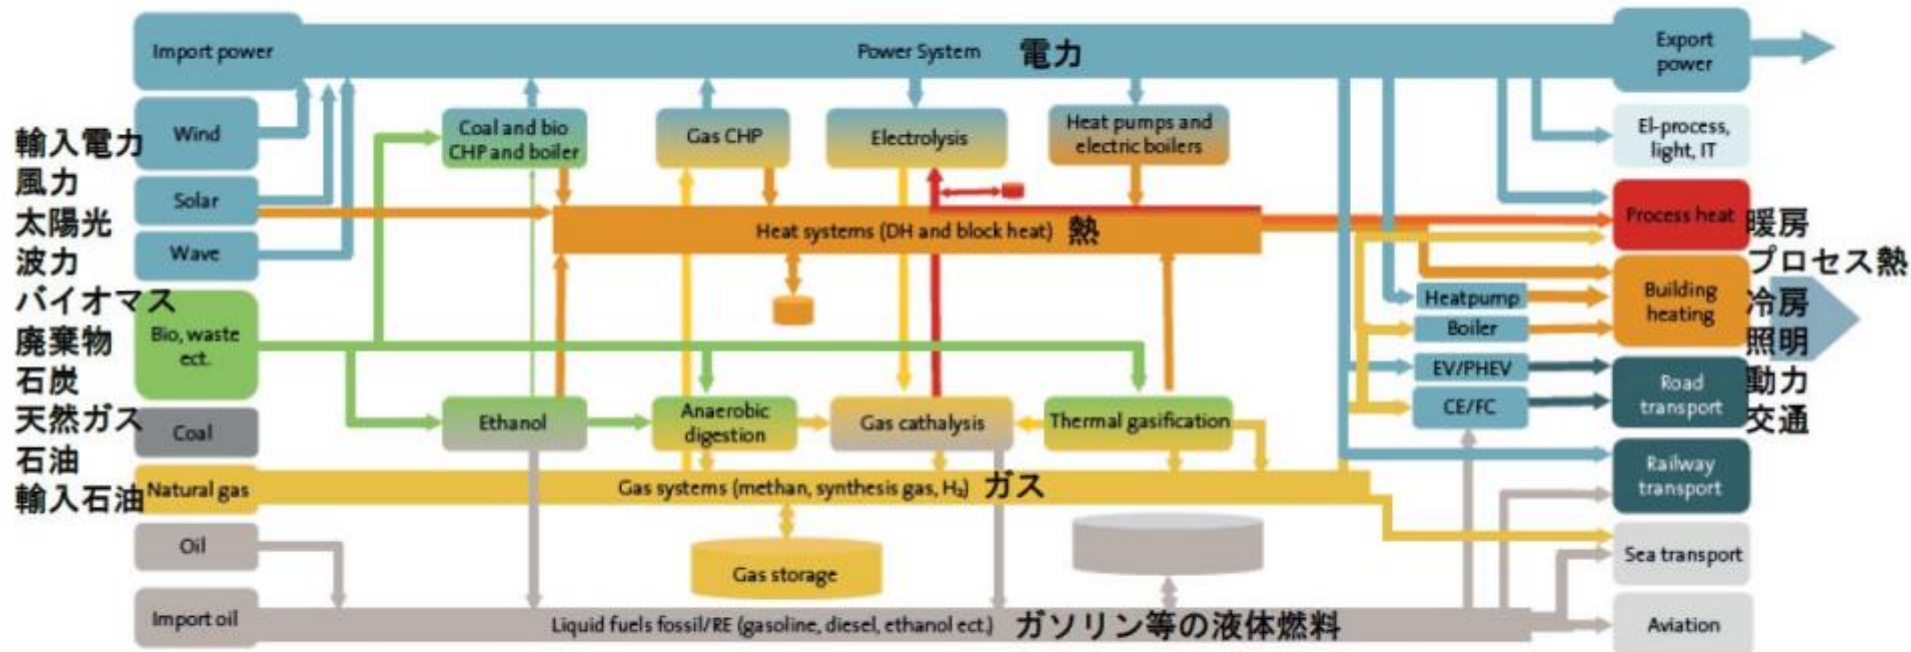 Import power
Power System 電力
Export
power
Wind
Coal and bio
CHP and boiler
Gas CHP
Electrolysis
Heat pumps and
electric boilers
El-process,
light, IT
輸入電力
風力
太陽光
波力
バイオマス
廃棄物
石炭
天然ガス
石油
輸入石油
Solar
Wave
Heat systems (DH and block heat) 熱
Process heat
暖房
プロセス熱
冷房
照明
動力
交通
Bio, waste
ect.
Heatpump
Boiler
EV/PHEV
CE/FC
Building
heating
Road
transport
Coal
Ethanol
Anaerobic
digestion
Gas cathalysis
Thermal gasification
Railway
transport
Natural gas
Gas systems (methan, synthesis gas, H₂) ガス
Oil
Gas storage
Sea transport
Import oil
Liquid fuels fossil/RE (gasoline, diesel, ethanol ect.) ガソリン等の液体燃料
Aviation